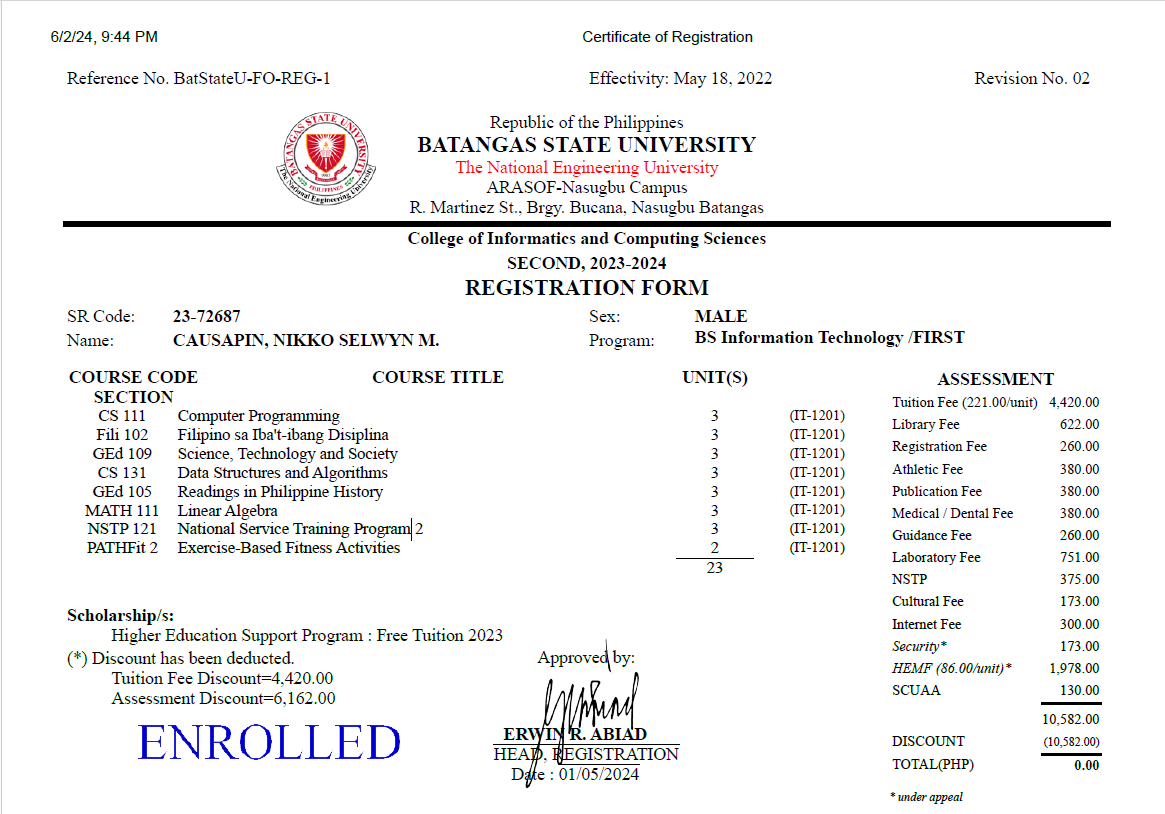 6/2/24, 9:44 PM Certificate of Registration
Reference No. BatStateU-FO-REG-1 Effectivity: May 18, 2022 Revision No. 02
BATANGAS STATE UNIVERSITY
The National Engineering University
PHILIPPINES
Republic of the Philippines
BATANGAS STATE UNIVERSITY
The National Engineering University
ARASOF-Nasugbu Campus
R. Martinez St., Brgy. Bucana, Nasugbu Batangas
College of Informatics and Computing Sciences
SECOND, 2023-2024
REGISTRATION FORM
SR Code: 23-72687 Sex: MALE
Name: CAUSAPIN, NIKKO SELWYN M. Program: BS Information Technology /FIRST
COURSE CODE COURSE TITLE UNIT(S)
SECTION
CS 111 Computer Programming 3 (IT-1201)
Fili 102 Filipino sa Iba't-ibang Disiplina 3 (IT-1201)
GEd 109 Science, Technology and Society 3 (IT-1201)
CS 131 Data Structures and Algorithms 3 (IT-1201)
GEd 105 Readings in Philippine History 3 (IT-1201)
MATH 111 Linear Algebra 3 (IT-1201)
NSTP 121 National Service Training Program 2 3 (IT-1201)
PATHFit 2 Exercise-Based Fitness Activities 2 (IT-1201)
23
ASSESSMENT
Tuition Fee (221.00/unit) 4,420.00
Library Fee 622.00
Registration Fee 260.00
Athletic Fee 380.00
Publication Fee 380.00
Medical / Dental Fee 380.00
Guidance Fee 260.00
Laboratory Fee 751.00
NSTP 375.00
Cultural Fee 173.00
Internet Fee 300.00
Security* 173.00
HEMF (86.00/unit)* 1,978.00
SCUAA 130.00
10,582.00
DISCOUNT (10,582.00)
TOTAL(PHP) 0.00
* under appeal
Scholarship/s:
Higher Education Support Program : Free Tuition 2023
(*) Discount has been deducted.
Tuition Fee Discount=4,420.00
Assessment Discount=6,162.00
ENROLLED
Approved by:
ERWIN R. ABIAD
HEAD, REGISTRATION
Date : 01/05/2024